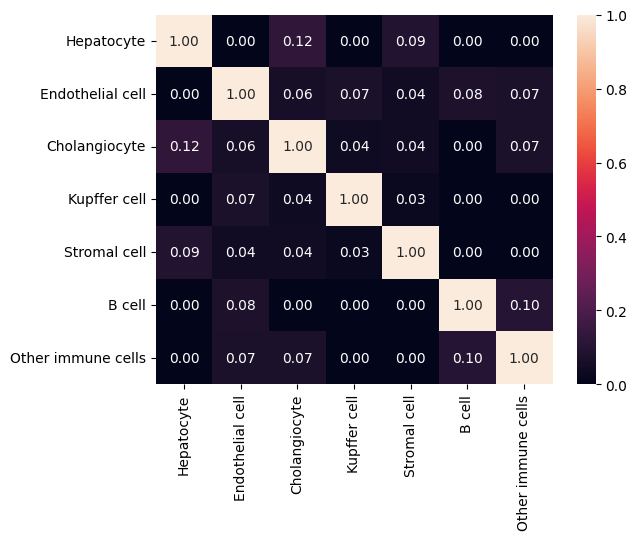 Hepatocyte 1.00 0.00 0.12 0.00 0.09 0.00 0.00
Endothelial cell 0.00 1.00 0.06 0.07 0.04 0.08 0.07
Cholangiocyte 0.12 0.06 1.00 0.04 0.04 0.00 0.07
Kupffer cell 0.00 0.07 0.04 1.00 0.03 0.00 0.00
Stromal cell 0.09 0.04 0.04 0.03 1.00 0.00 0.00
B cell 0.00 0.08 0.00 0.00 0.00 1.00 0.10
Other immune cells 0.00 0.07 0.07 0.00 0.00 0.10 1.00
Hepatocyte
Endothelial cell
Cholangiocyte
Kupffer cell
Stromal cell
B cell
Other immune cells
1.0
0.8
0.6
0.4
0.2
0.0